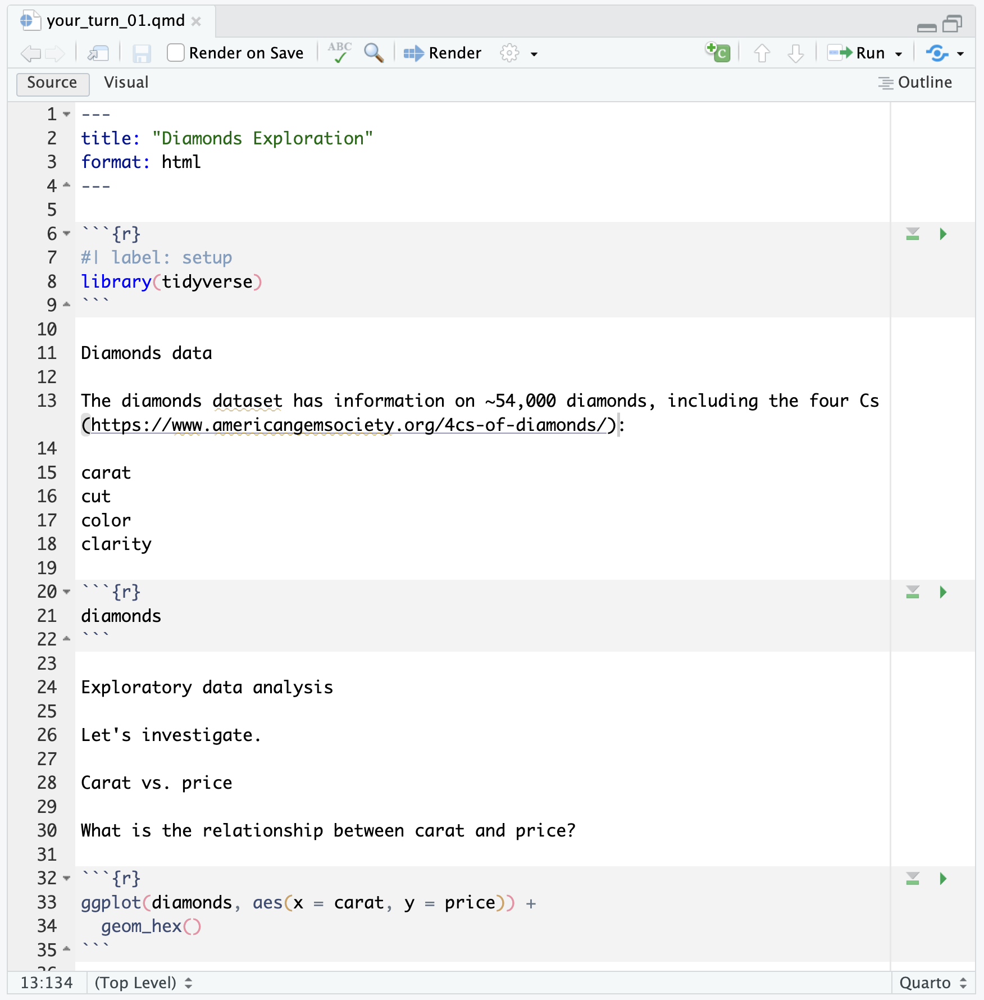 your_turn_01.qmd
Render on Save ABC Render C Run
Source Visual Outline
1 ---
2 title: "Diamonds Exploration"
3 format: html
4 ---
5
6 ```{r}
7 #| label: setup
8 library(tidyverse)
9 ```
10
11 Diamonds data
12
13 The diamonds dataset has information on ~54,000 diamonds, including the four Cs
(https://www.americangemsociety.org/4cs-of-diamonds/):
14
15 carat
16 cut
17 color
18 clarity
19
20 ```{r}
21 diamonds
22 ```
23
24 Exploratory data analysis
25
26 Let's investigate.
27
28 Carat vs. price
29
30 What is the relationship between carat and price?
31
32 ```{r}
33 ggplot(diamonds, aes(x = carat, y = price)) +
34   geom_hex()
35 ```
36
13:134 (Top Level) Quarto